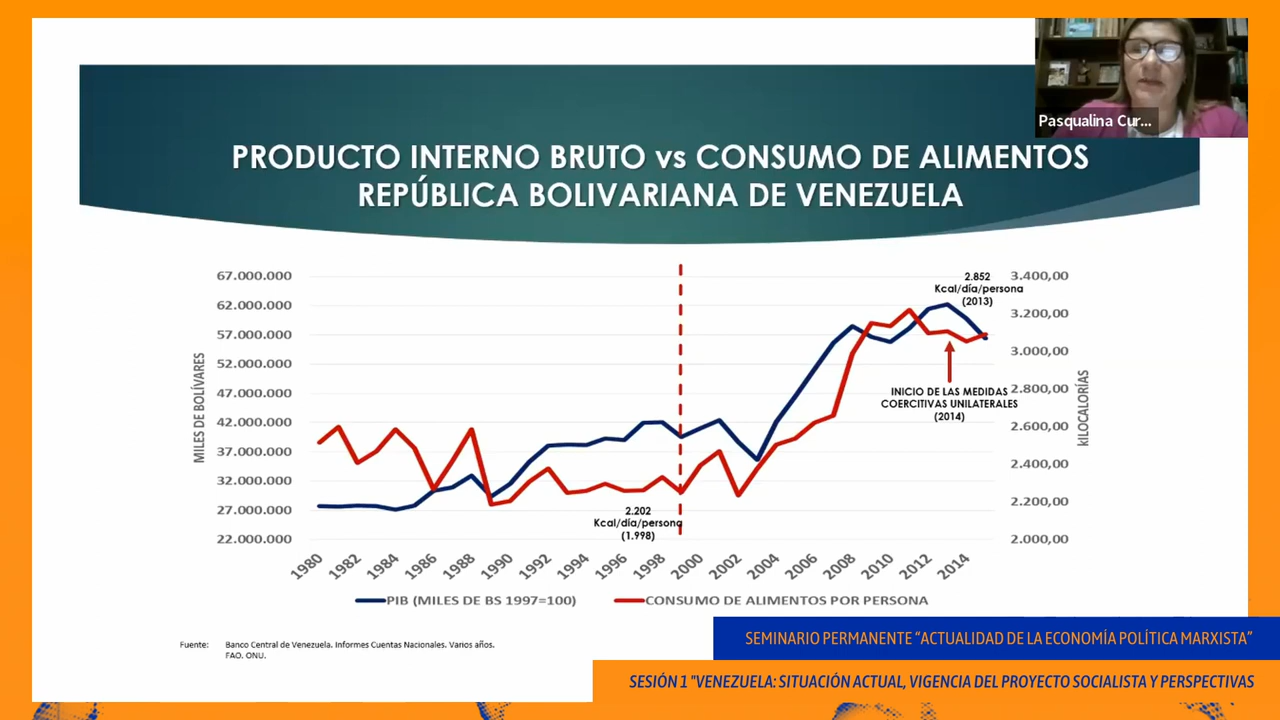 Pasqualina Cur...
PRODUCTO INTERNO BRUTO vs CONSUMO DE ALIMENTOS
REPÚBLICA BOLIVARIANA DE VENEZUELA
MILES DE BOLÍVARES
67.000.000
62.000.000
57.000.000
52.000.000
47.000.000
42.000.000
37.000.000
32.000.000
27.000.000
22.000.000
2.852
Kcal/día/persona
(2013)
INICIO DE LAS MEDIDAS
COERCITIVAS UNILATERALES
(2014)
2.202
Kcal/día/persona
(1.998)
3.400,00
3.200,00
3.000,00
2.800,00
2.600,00
2.400,00
2.200,00
2.000,00
kILOCALORÍAS
1980 1982 1984 1986 1988 1990 1992 1994 1996 1998 2000 2002 2004 2006 2008 2010 2012 2014
PIB (MILES DE BS 1997=100) CONSUMO DE ALIMENTOS POR PERSONA
Fuente: Banco Central de Venezuela. Informes Cuentas Nacionales. Varios años.
FAO. ONU.
SEMINARIO PERMANENTE “ACTUALIDAD DE LA ECONOMÍA POLÍTICA MARXISTA”
SESIÓN 1 "VENEZUELA: SITUACIÓN ACTUAL, VIGENCIA DEL PROYECTO SOCIALISTA Y PERSPECTIVAS